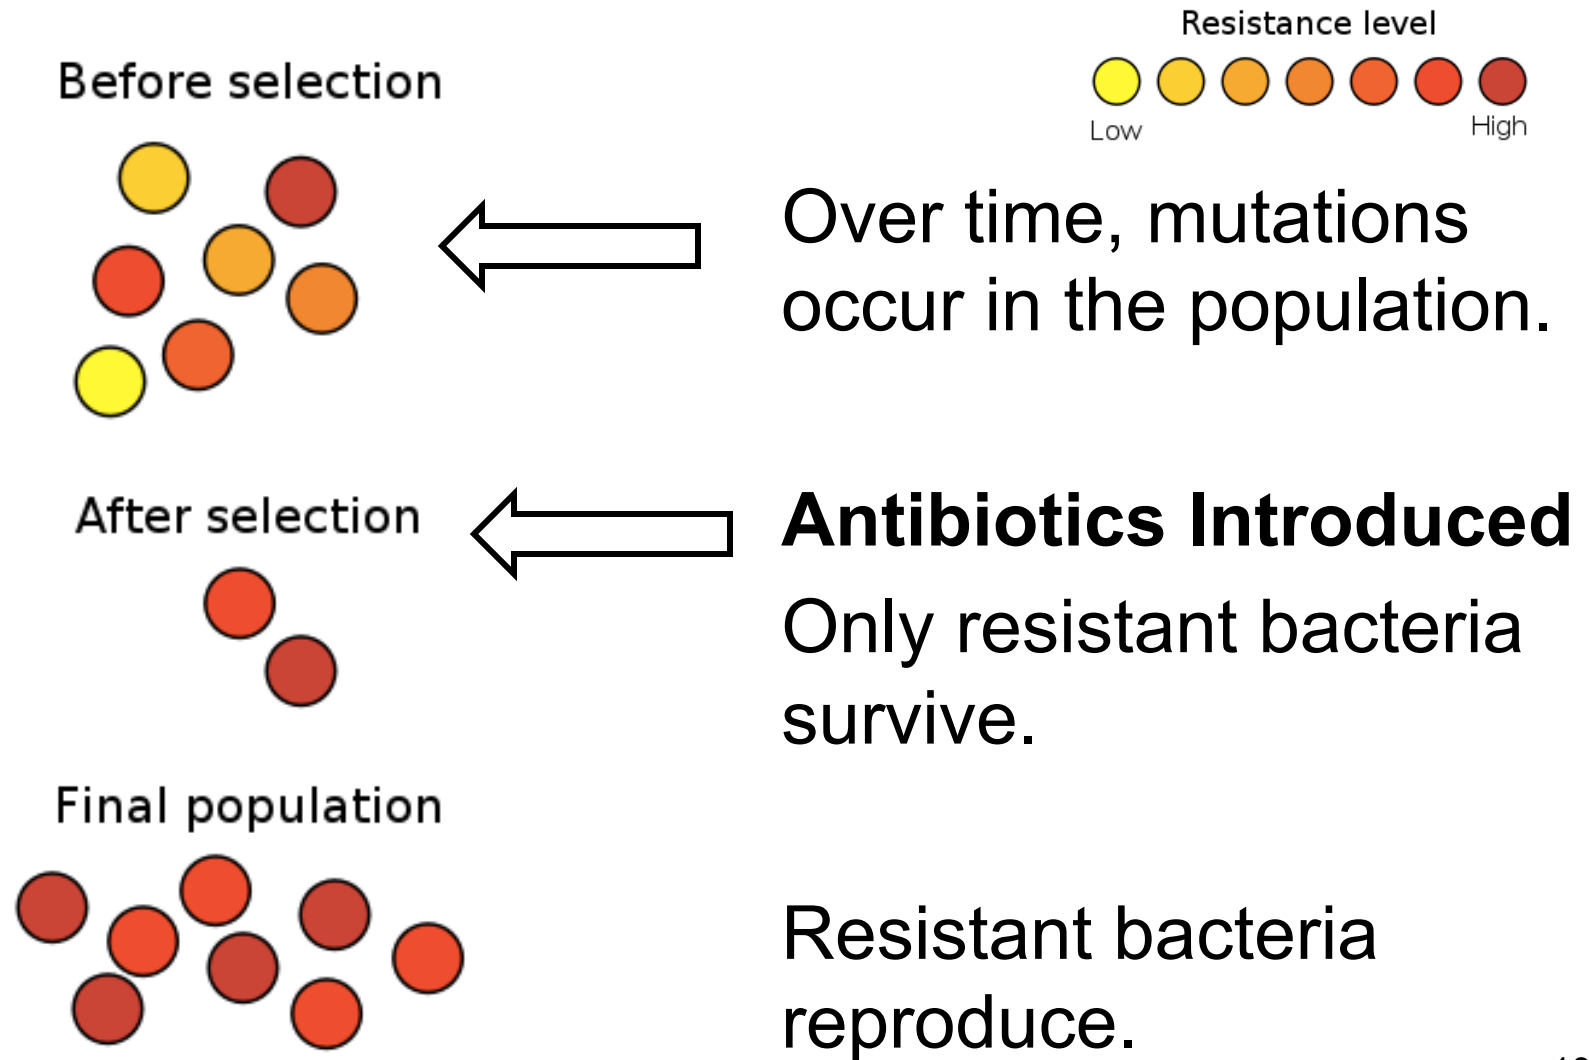 Resistance level
Low
High
Before selection
Over time, mutations
occur in the population.
After selection
Antibiotics Introduced
Only resistant bacteria
survive.
Final population
Resistant bacteria
reproduce.